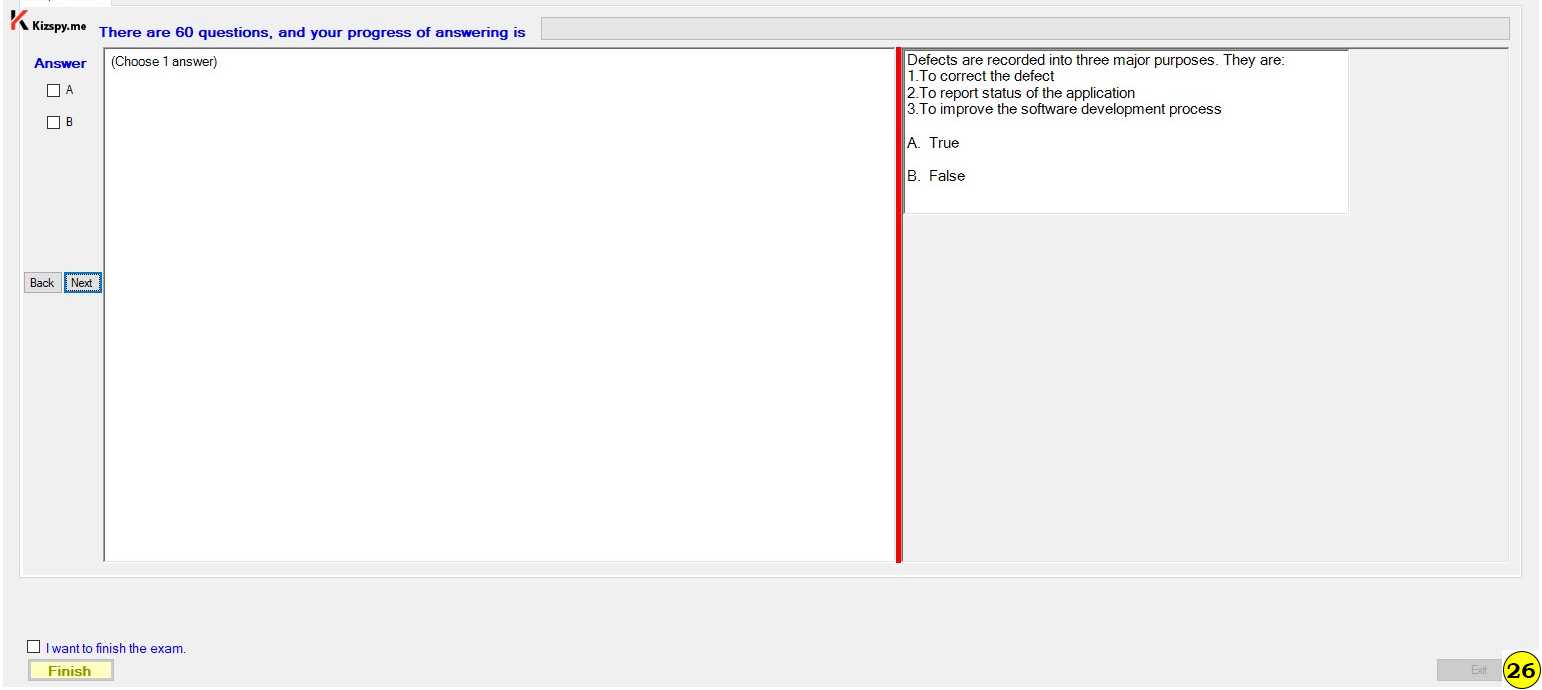 Kizspy.me
There are 60 questions, and your progress of answering is
Answer
A
B
Back
Next
(Choose 1 answer)
Defects are recorded into three major purposes. They are:
1.To correct the defect
2.To report status of the application
3.To improve the software development process
A. True
B. False
I want to finish the exam.
Finish
Exit
26